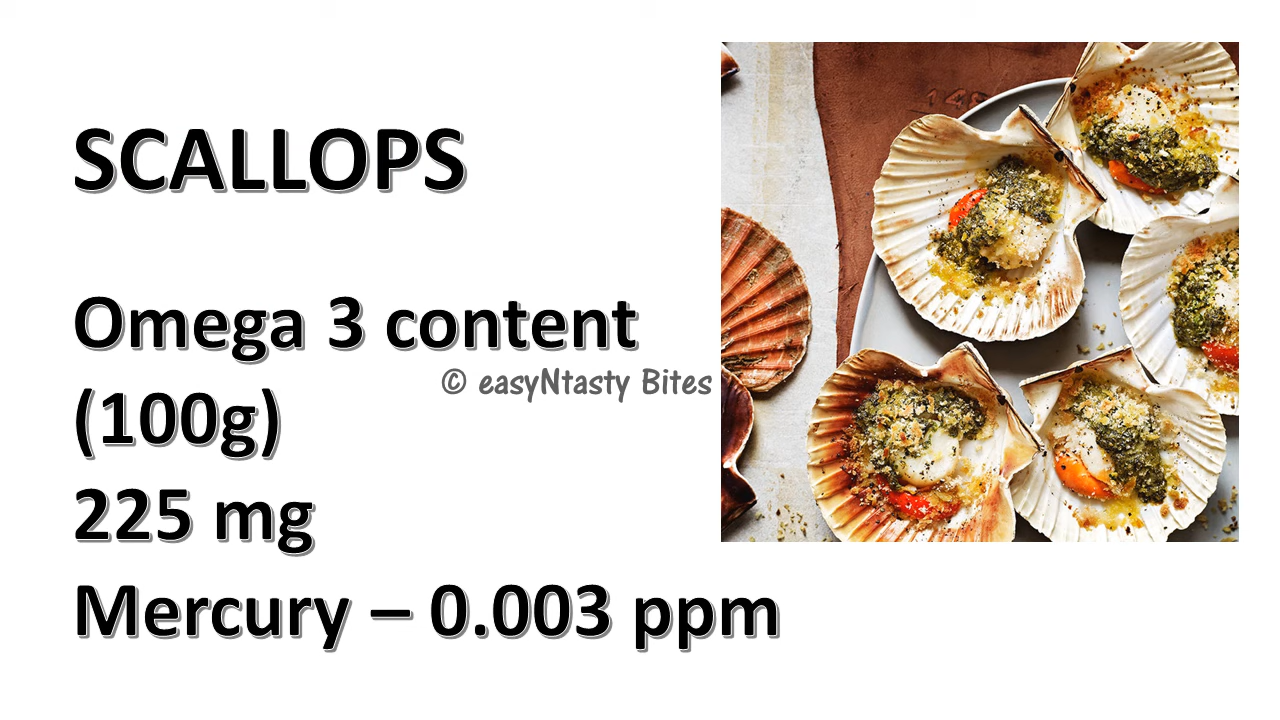 SCALLOPS
Omega 3 content
(100g)
© easyNtasty Bites
225 mg
Mercury – 0.003 ppm